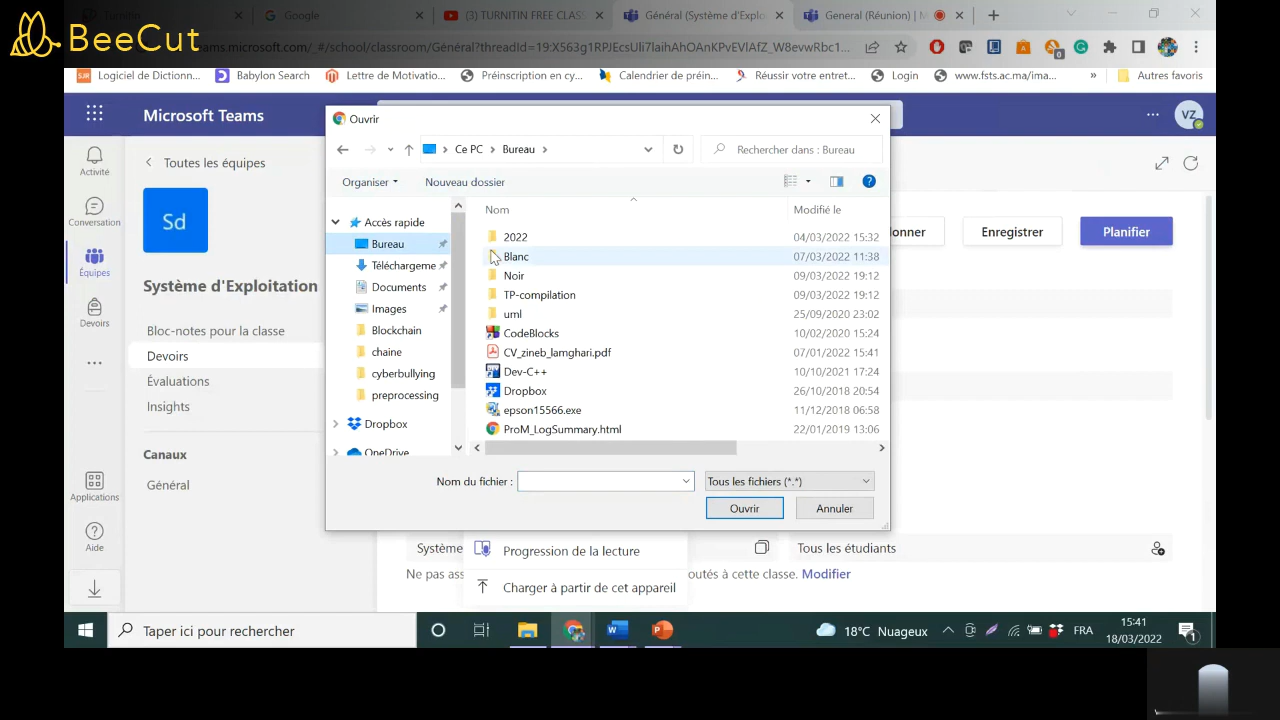 BeeCut
Turnitin
Google
(3) TURNITIN FREE CLAS
Général (Système d'Explo
General (Réunion) | M
ms.microsoft.com/_#/school/classroom/Général?threadId=19:X563g1RPJEcsUli7laihAhOAnKPvEVlAfZ_W8evwRbc1...
Logiciel de Dictionn...
Babylon Search
Lettre de Motivatio...
Préinscription en cy...
Calendrier de préin...
Réussir votre entret...
Login
www.fsts.ac.ma/ima...
»
Autres favoris
Microsoft Teams
VZ
Activité
Conversation
Équipes
Devoirs
Applications
Aide
Toutes les équipes
Sd
Système d'Exploitation
Bloc-notes pour la classe
Devoirs
Évaluations
Insights
Canaux
Général
Ouvrir
Ce PC
Bureau
Rechercher dans : Bureau
Organiser
Nouveau dossier
Accès rapide
Bureau
Téléchargeme
Documents
Images
Blockchain
chaine
cyberbullying
preprocessing
Dropbox
OneDrive
Nom Modifié le
2022 04/03/2022 15:32
Blanc 07/03/2022 11:38
Noir 09/03/2022 19:12
TP-compilation 09/03/2022 19:12
uml 25/09/2020 23:02
CodeBlocks 10/02/2020 15:24
CV_zineb_lamghari.pdf 07/01/2022 15:41
Dev-C++ 10/10/2021 17:24
Dropbox 26/10/2018 20:54
epson15566.exe 11/12/2018 06:58
ProM_LogSummary.html 22/01/2019 13:06
Nom du fichier :
Tous les fichiers (*.*)
Ouvrir
Annuler
onner
Enregistrer
Planifier
Système
Progression de la lecture
Tous les étudiants
Ne pas ass
Charger à partir de cet appareil
outés à cette classe. Modifier
Taper ici pour rechercher
18°C Nuageux
FRA
15:41
18/03/2022
1